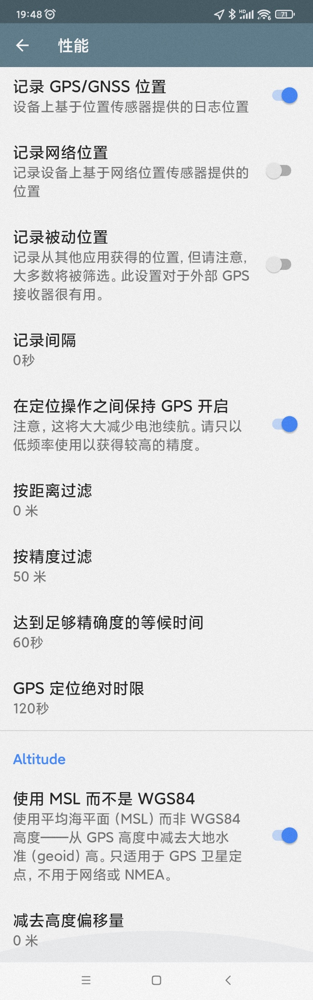 19:48
HD
6
71
性能
记录 GPS/GNSS 位置
设备上基于位置传感器提供的日志位置
记录网络位置
记录设备上基于网络位置传感器提供的
位置
记录被动位置
记录从其他应用获得的位置, 但请注意,
大多数将被筛选。此设置对于外部 GPS
接收器很有用。
记录间隔
0秒
在定位操作之间保持 GPS 开启
注意, 这将大大减少电池续航。请只以
低频率使用以获得较高的精度。
按距离过滤
0 米
按精度过滤
50 米
达到足够精确度的等候时间
60秒
GPS 定位绝对时限
120秒
Altitude
使用 MSL 而不是 WGS84
使用平均海平面 (MSL) 而非 WGS84
高度——从 GPS 高度中减去大地水
准 (geoid) 高。只适用于 GPS 卫星定
点, 不用于网络或 NMEA。
减去高度偏移量
0 米